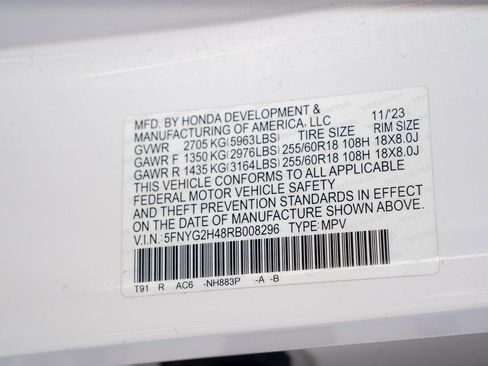 MFD. BY HONDA DEVELOPMENT & 11/'23
MANUFACTURING OF AMERICA, LLC
GVWR 2705 KG(5963LBS) TIRE SIZE RIM SIZE
GAWR F 1350 KG(2976LBS) 255/60R18 108H 18X8.0J
GAWR R 1435 KG(3164LBS) 255/60R18 108H 18X8.0J
THIS VEHICLE CONFORMS TO ALL APPLICABLE
FEDERAL MOTOR VEHICLE SAFETY
AND THEFT PREVENTION STANDARDS IN EFFECT
ON THE DATE OF MANUFACTURE SHOWN ABOVE.
V.I.N.: 5FNYG2H48RB008296 TYPE: MPV
T91 R AC6 -NH883P -A -B